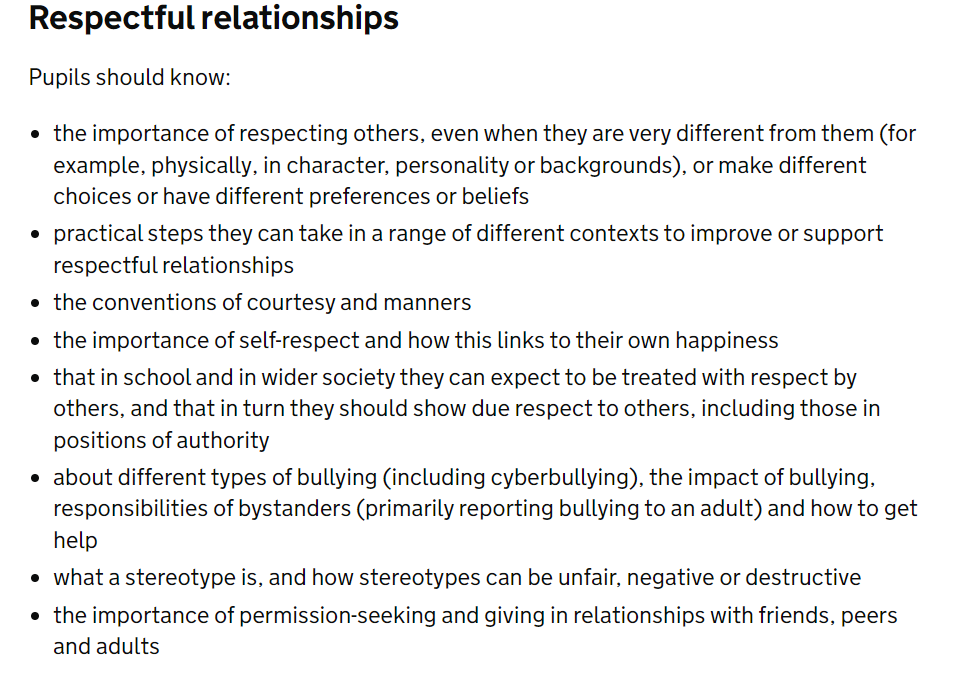 Respectful relationships
Pupils should know:
• the importance of respecting others, even when they are very different from them (for
example, physically, in character, personality or backgrounds), or make different
choices or have different preferences or beliefs
• practical steps they can take in a range of different contexts to improve or support
respectful relationships
• the conventions of courtesy and manners
• the importance of self-respect and how this links to their own happiness
• that in school and in wider society they can expect to be treated with respect by
others, and that in turn they should show due respect to others, including those in
positions of authority
• about different types of bullying (including cyberbullying), the impact of bullying,
responsibilities of bystanders (primarily reporting bullying to an adult) and how to get
help
• what a stereotype is, and how stereotypes can be unfair, negative or destructive
• the importance of permission-seeking and giving in relationships with friends, peers
and adults